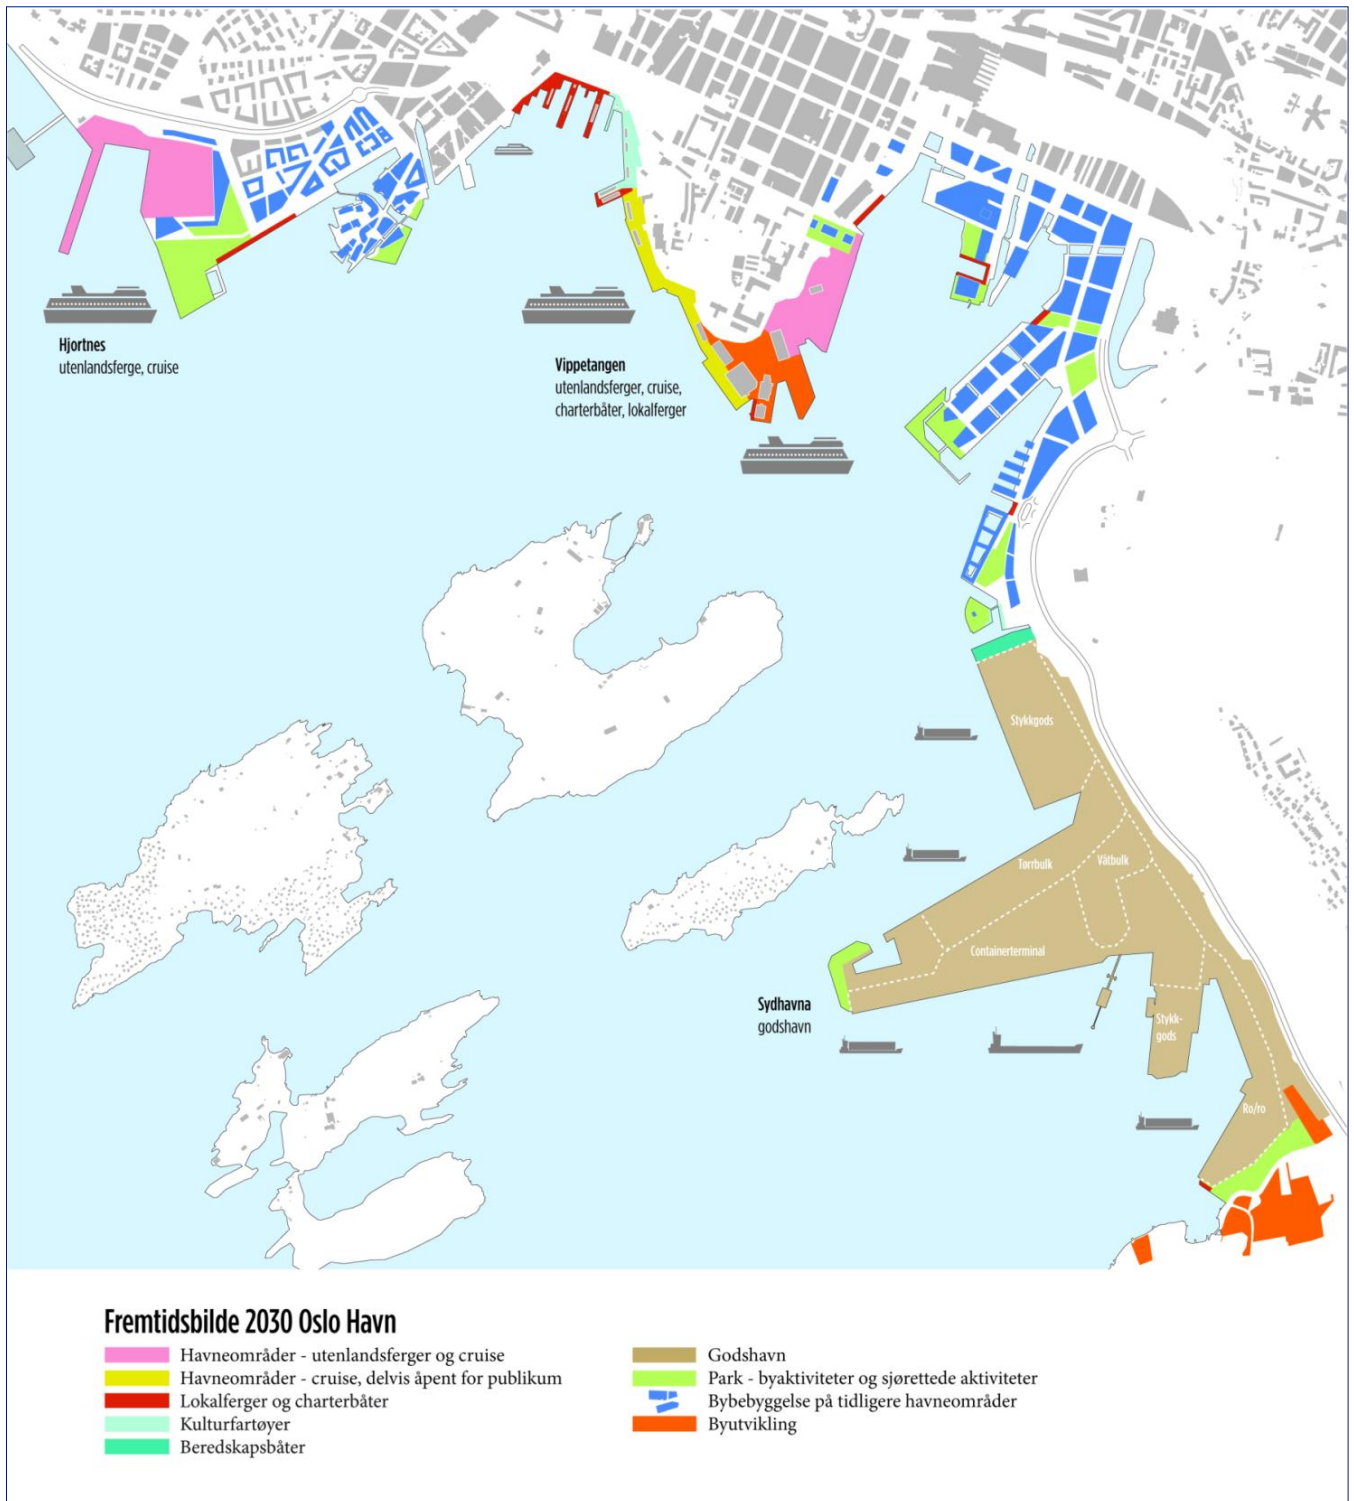 Hjortnes
utenlandsferge, cruise
Vippetangen
utenlandsferger, cruise,
charterbåter, lokalferger
Stykkgods
Tørrbulk
Våtbulk
Containerterminal
Sydhavna
godshavn
Stykk-
gods
Ro/ro
Fremtidsbilde 2030 Oslo Havn
Havneområder - utenlandsferger og cruise
Havneområder - cruise, delvis åpent for publikum
Lokalferger og charterbåter
Kulturfartøyer
Beredskapsbåter
Godshavn
Park - byaktiviteter og sjørettede aktiviteter
Bybebyggelse på tidligere havneområder
Byutvikling